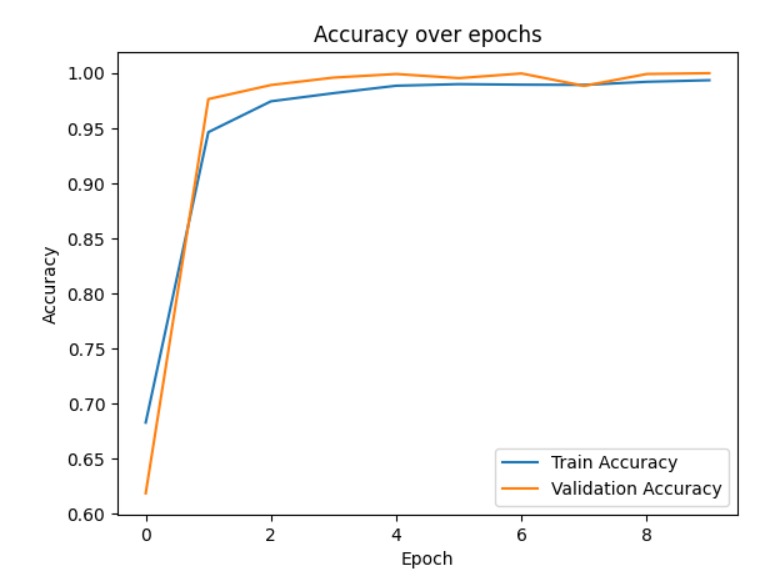 Accuracy over epochs
1.00
0.95
0.90
0.85
0.80
0.75
0.70
0.65
0.60
Accuracy
Train Accuracy
Validation Accuracy
0 2 4 6 8
Epoch